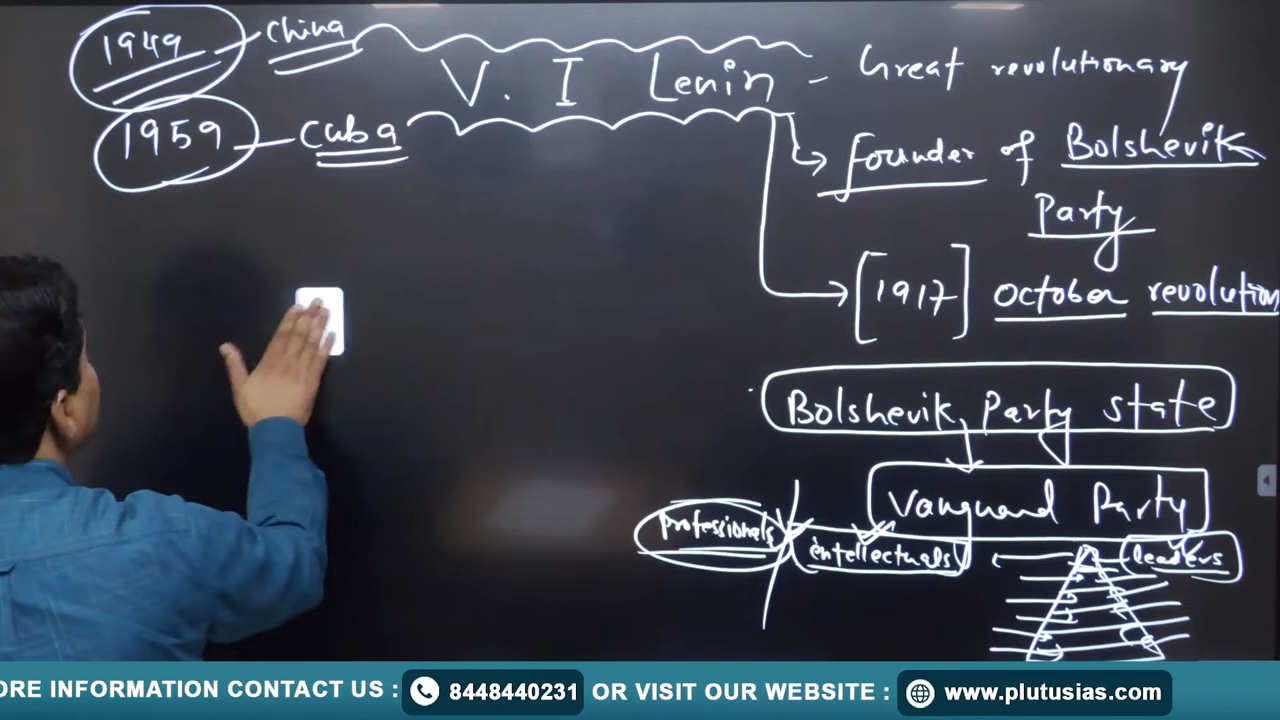 1949 - China
V. I Lenin - Great revolutionary
1959 - Cuba
founder of Bolshevik
Party
[1917] october revolution
Bolshevik Party state
Vanguard Party
professionals intellectuals leaders
ORE INFORMATION CONTACT US : 8448440231 OR VISIT OUR WEBSITE : www.plutusias.com